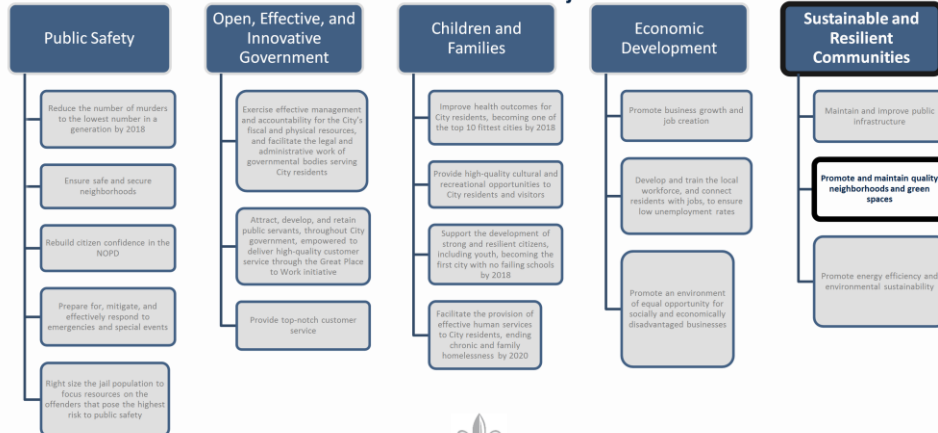 Public Safety
Reduce the number of murders
to the lowest number in a
generation by 2018
Ensure safe and secure
neighborhoods
Rebuild citizen confidence in the
NOPD
Prepare for, mitigate, and
effectively respond to
emergencies and special events
Right size the jail population to
focus resources on the
offenders that pose the highest
risk to public safety
Open, Effective, and
Innovative
Government
Exercise effective management
and accountability for the City's
fiscal and physical resources,
and facilitate the legal and
administrative work of
governmental bodies serving
City residents
Attract, develop, and retain
public servants, throughout City
government, empowered to
deliver high-quality customer
service through the Great Place
to Work initiative
Provide top-notch customer
service
Children and
Families
Improve health outcomes for
City residents, becoming one of
the top 10 fittest cities by 2018
Provide high-quality cultural and
recreational opportunities to
City residents and visitors
Support the development of
strong and resilient citizens,
including youth, becoming the
first city with no failing schools
by 2018
Facilitate the provision of
effective human services to
City residents, ending
chronic and family
homelessness by 2020
Economic
Development
Promote business growth and
job creation
Develop and train the local
workforce, and connect
residents with jobs, to ensure
low unemployment rates
Promote an environment
of equal opportunity for
socially and economically
disadvantaged businesses
Sustainable and
Resilient
Communities
Maintain and improve public
infrastructure
Promote and maintain quality
neighborhoods and green
spaces
Promote energy efficiency and
environmental sustainability